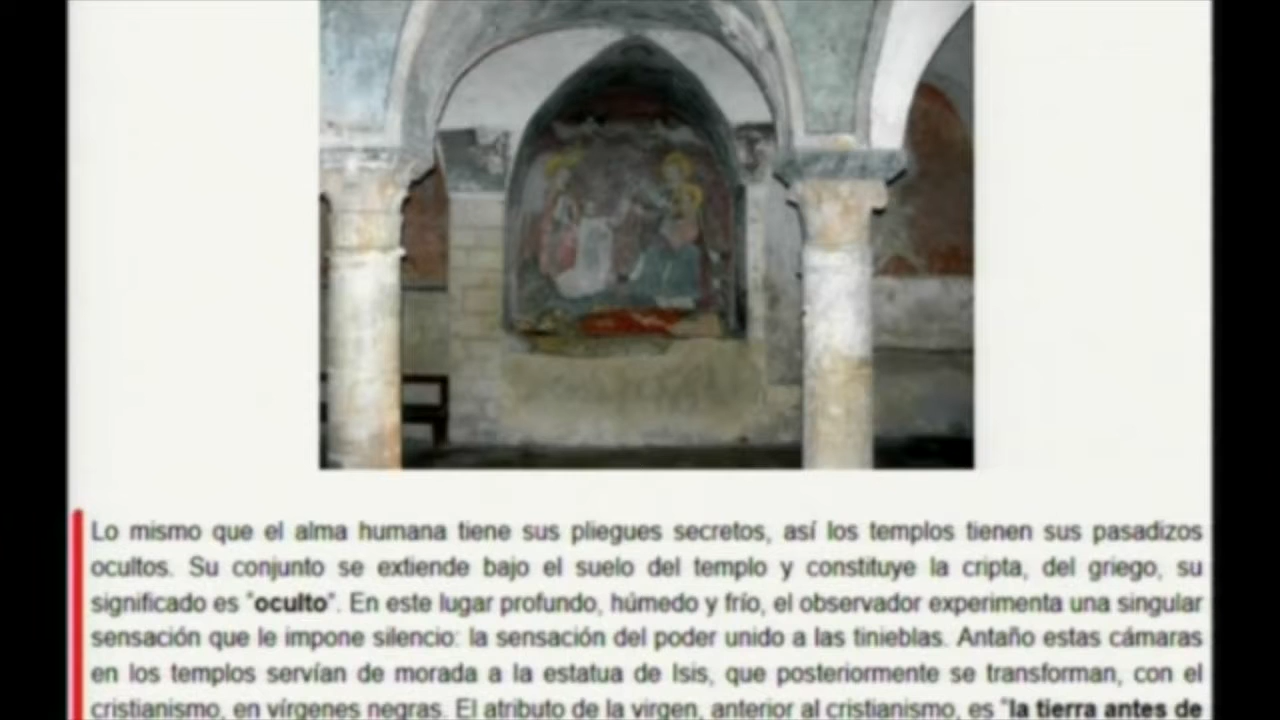 Lo mismo que el alma humana tiene sus pliegues secretos, así los templos tienen sus pasadizos
ocultos. Su conjunto se extiende bajo el suelo del templo y constituye la cripta, del griego, su
significado es "oculto". En este lugar profundo, húmedo y frío, el observador experimenta una singular
sensación que le impone silencio: la sensación del poder unido a las tinieblas. Antaño estas cámaras
en los templos servían de morada a la estatua de Isis, que posteriormente se transforman, con el
cristianismo, en vírgenes negras. El atributo de la virgen, anterior al cristianismo, es "la tierra antes de